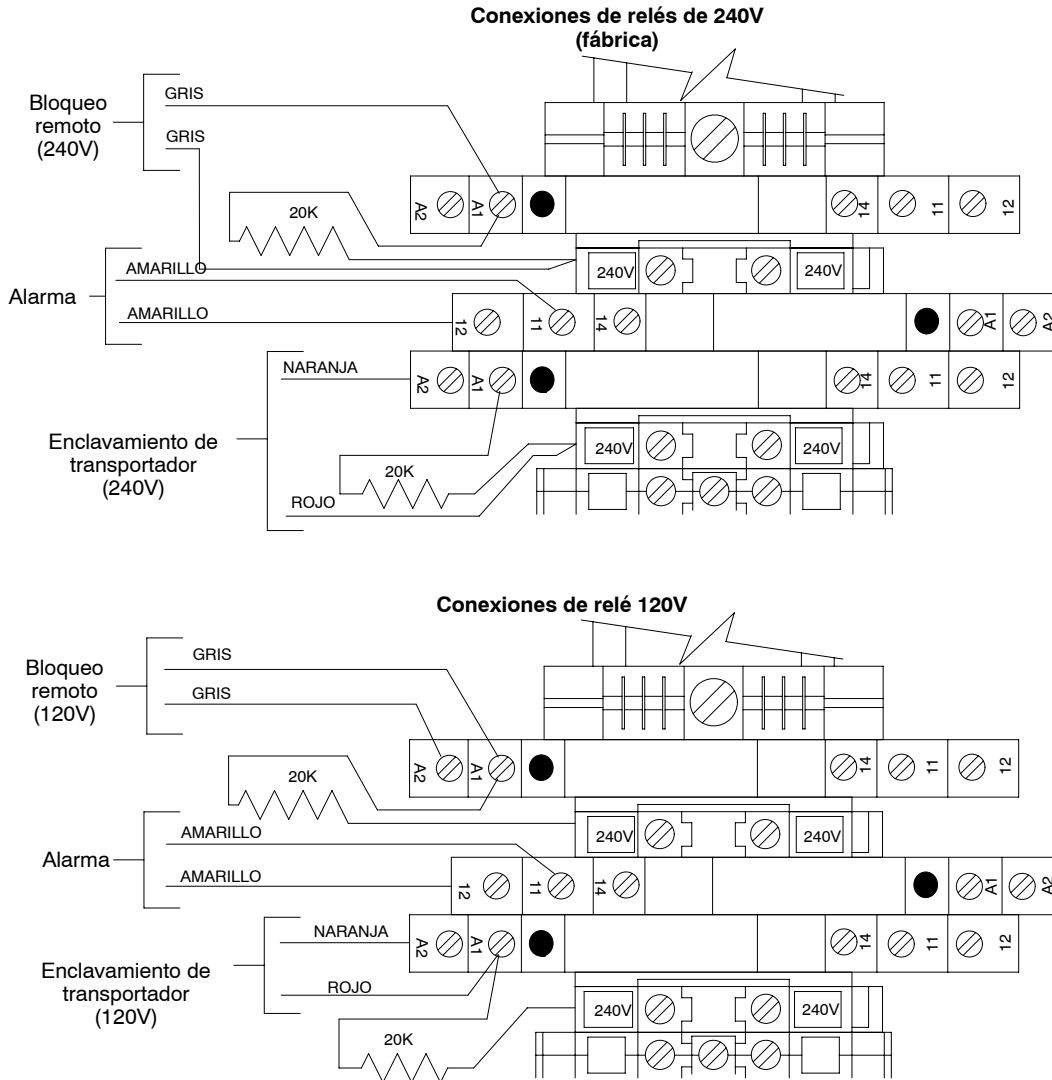 Conexiones de relés de 240V
(fábrica)
GRIS
Bloqueo
remoto
(240V)
GRIS
20K
A2
A1
14
11
12
AMARILLO
240V
240V
Alarma
AMARILLO
12
11
14
A1
A2
NARANJA
A2
A1
14
11
12
Enclavamiento de
transportador
(240V)
240V
240V
20K
ROJO
Conexiones de relé 120V
GRIS
Bloqueo
remoto
(120V)
GRIS
20K
A2
A1
14
11
12
AMARILLO
240V
240V
Alarma
AMARILLO
12
11
14
A1
A2
NARANJA
A2
A1
14
11
12
Enclavamiento de
transportador
(120V)
ROJO
240V
240V
20K